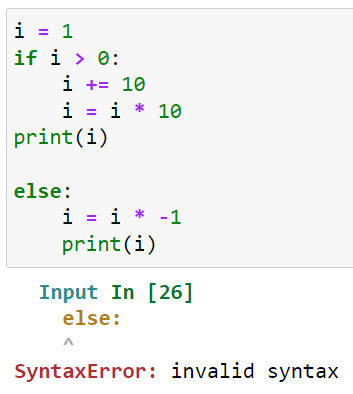 i = 1
if i > 0:
    i += 10
    i = i * 10
print(i)

else:
    i = i * -1
    print(i)
Input In [26]
    else:
    ^
SyntaxError: invalid syntax